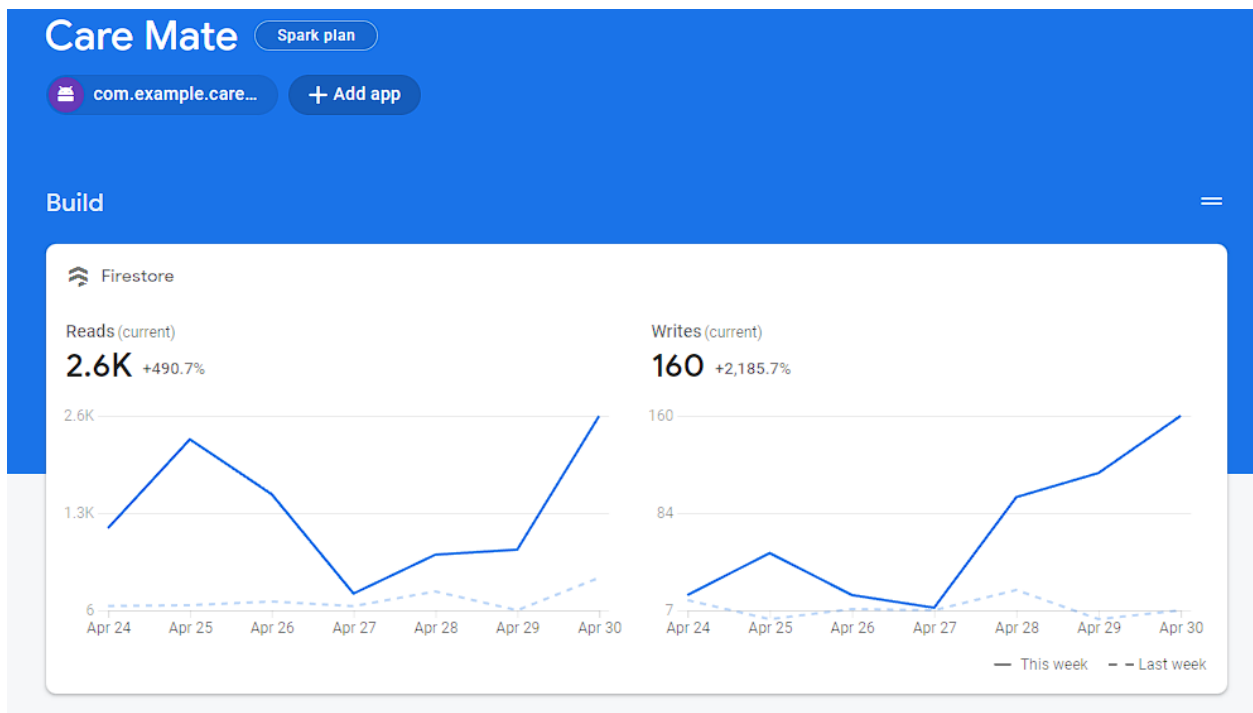 Care Mate Spark plan
com.example.care... + Add app
Build
Firestore
Reads (current) Writes (current)
2.6K +490.7% 160 +2,185.7%
2.6K 160
1.3K 84
6 7
Apr 24 Apr 25 Apr 26 Apr 27 Apr 28 Apr 29 Apr 30 Apr 24 Apr 25 Apr 26 Apr 27 Apr 28 Apr 29 Apr 30
This week Last week